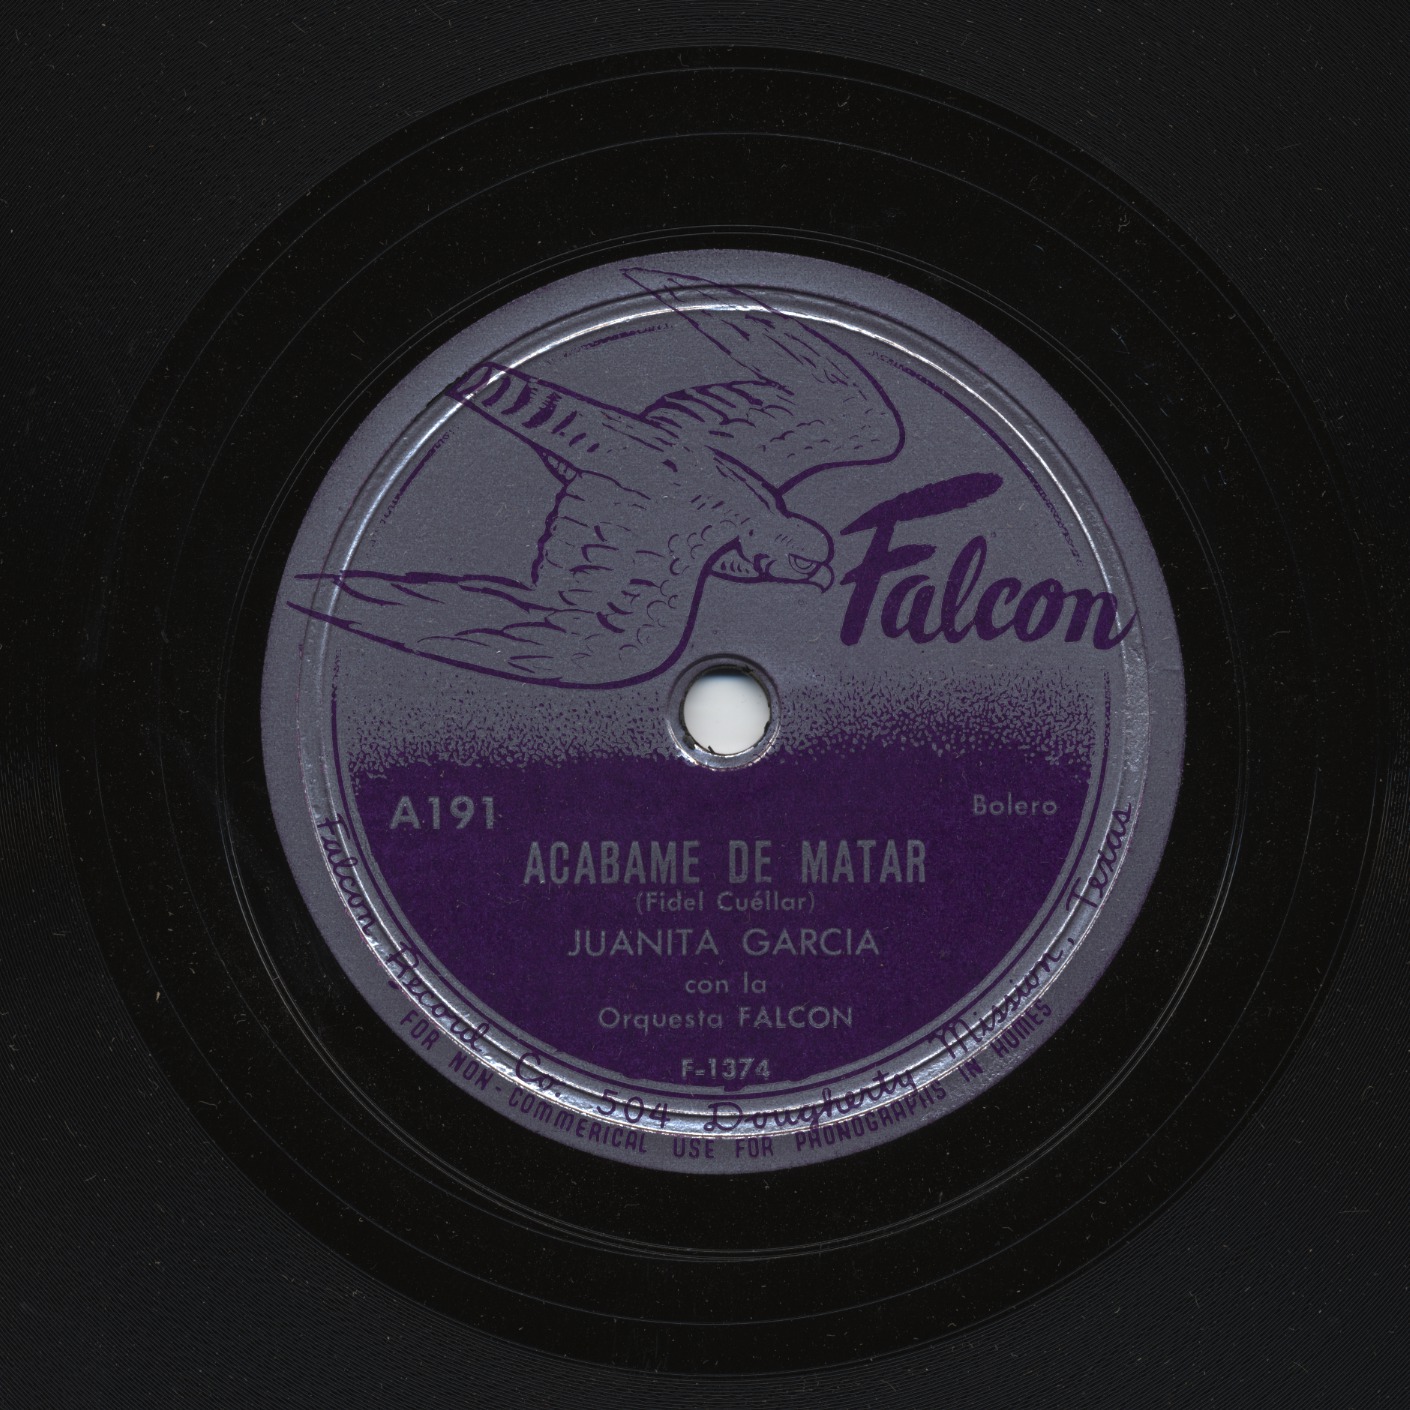 Falcon
A191
Bolero
ACABAME DE MATAR
(Fidel Cuéllar)
JUANITA GARCIA
con la
Orquesta FALCON
F-1374
Falcon Record Co. 504 Dougherty Mission, Texas
FOR NON-COMMERICAL USE FOR PHONOGRAPHS IN HOMES